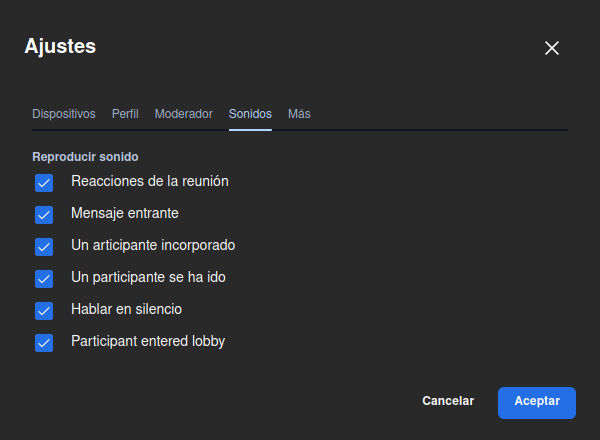 Ajustes
Dispositivos Perfil Moderador Sonidos Más
Reproducir sonido
Reacciones de la reunión
Mensaje entrante
Un articipante incorporado
Un participante se ha ido
Hablar en silencio
Participant entered lobby
Cancelar Aceptar